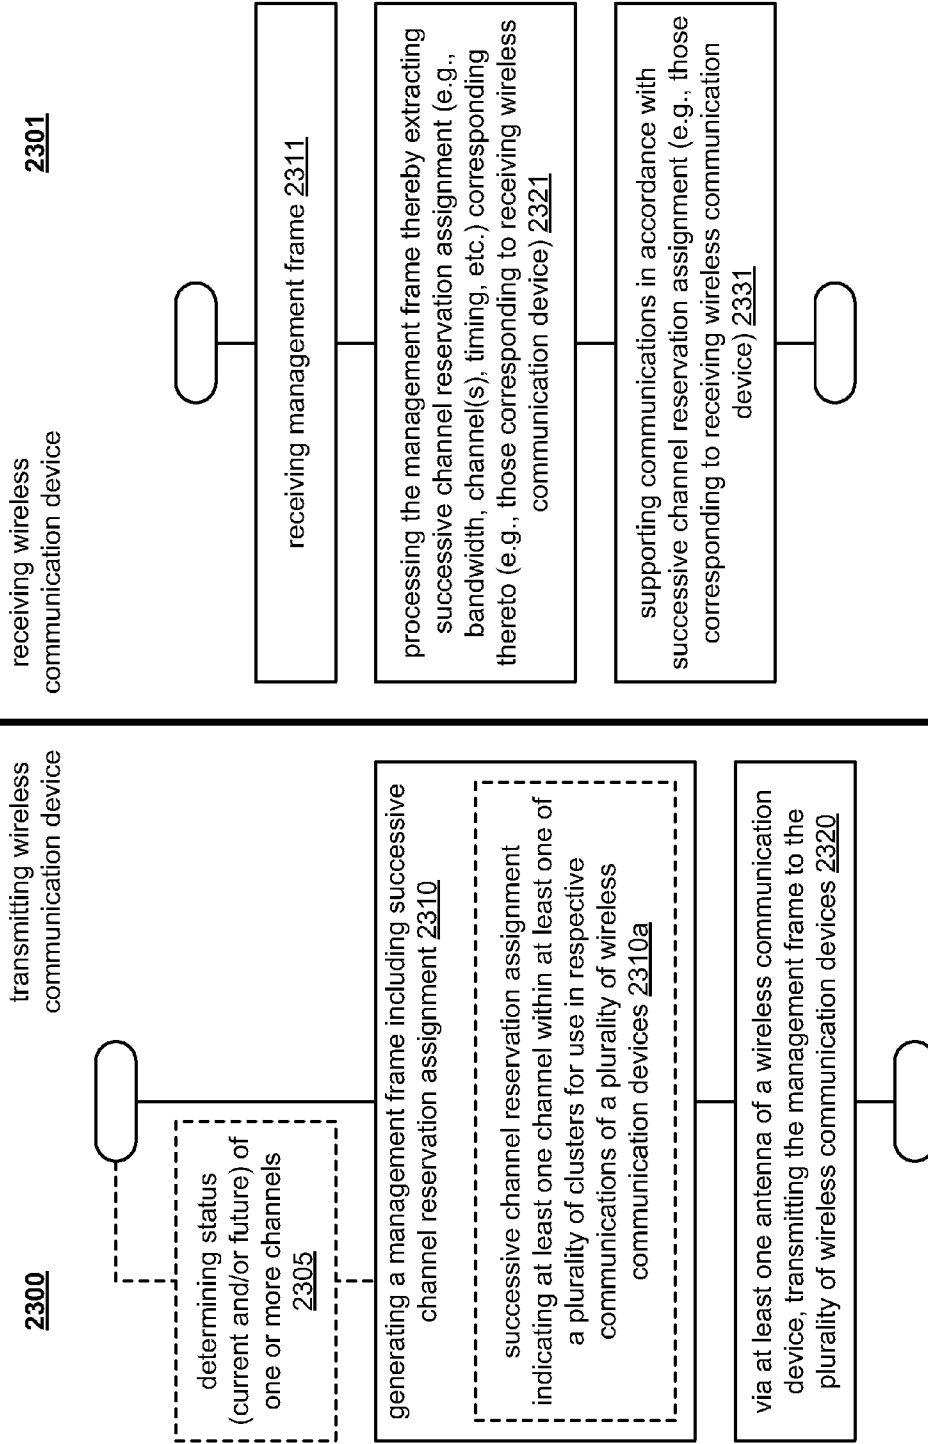 2300
transmitting wireless
communication device
determining status
(current and/or future) of
one or more channels
2305
generating a management frame including successive
channel reservation assignment 2310
successive channel reservation assignment
indicating at least one channel within at least one of
a plurality of clusters for use in respective
communications of a plurality of wireless
communication devices 2310a
via at least one antenna of a wireless communication
device, transmitting the management frame to the
plurality of wireless communication devices 2320
receiving wireless
communication device
2301
receiving management frame 2311
processing the management frame thereby extracting
successive channel reservation assignment (e.g.,
bandwidth, channel(s), timing, etc.) corresponding
thereto (e.g., those corresponding to receiving wireless
communication device) 2321
supporting communications in accordance with
successive channel reservation assignment (e.g., those
corresponding to receiving wireless communication
device) 2331